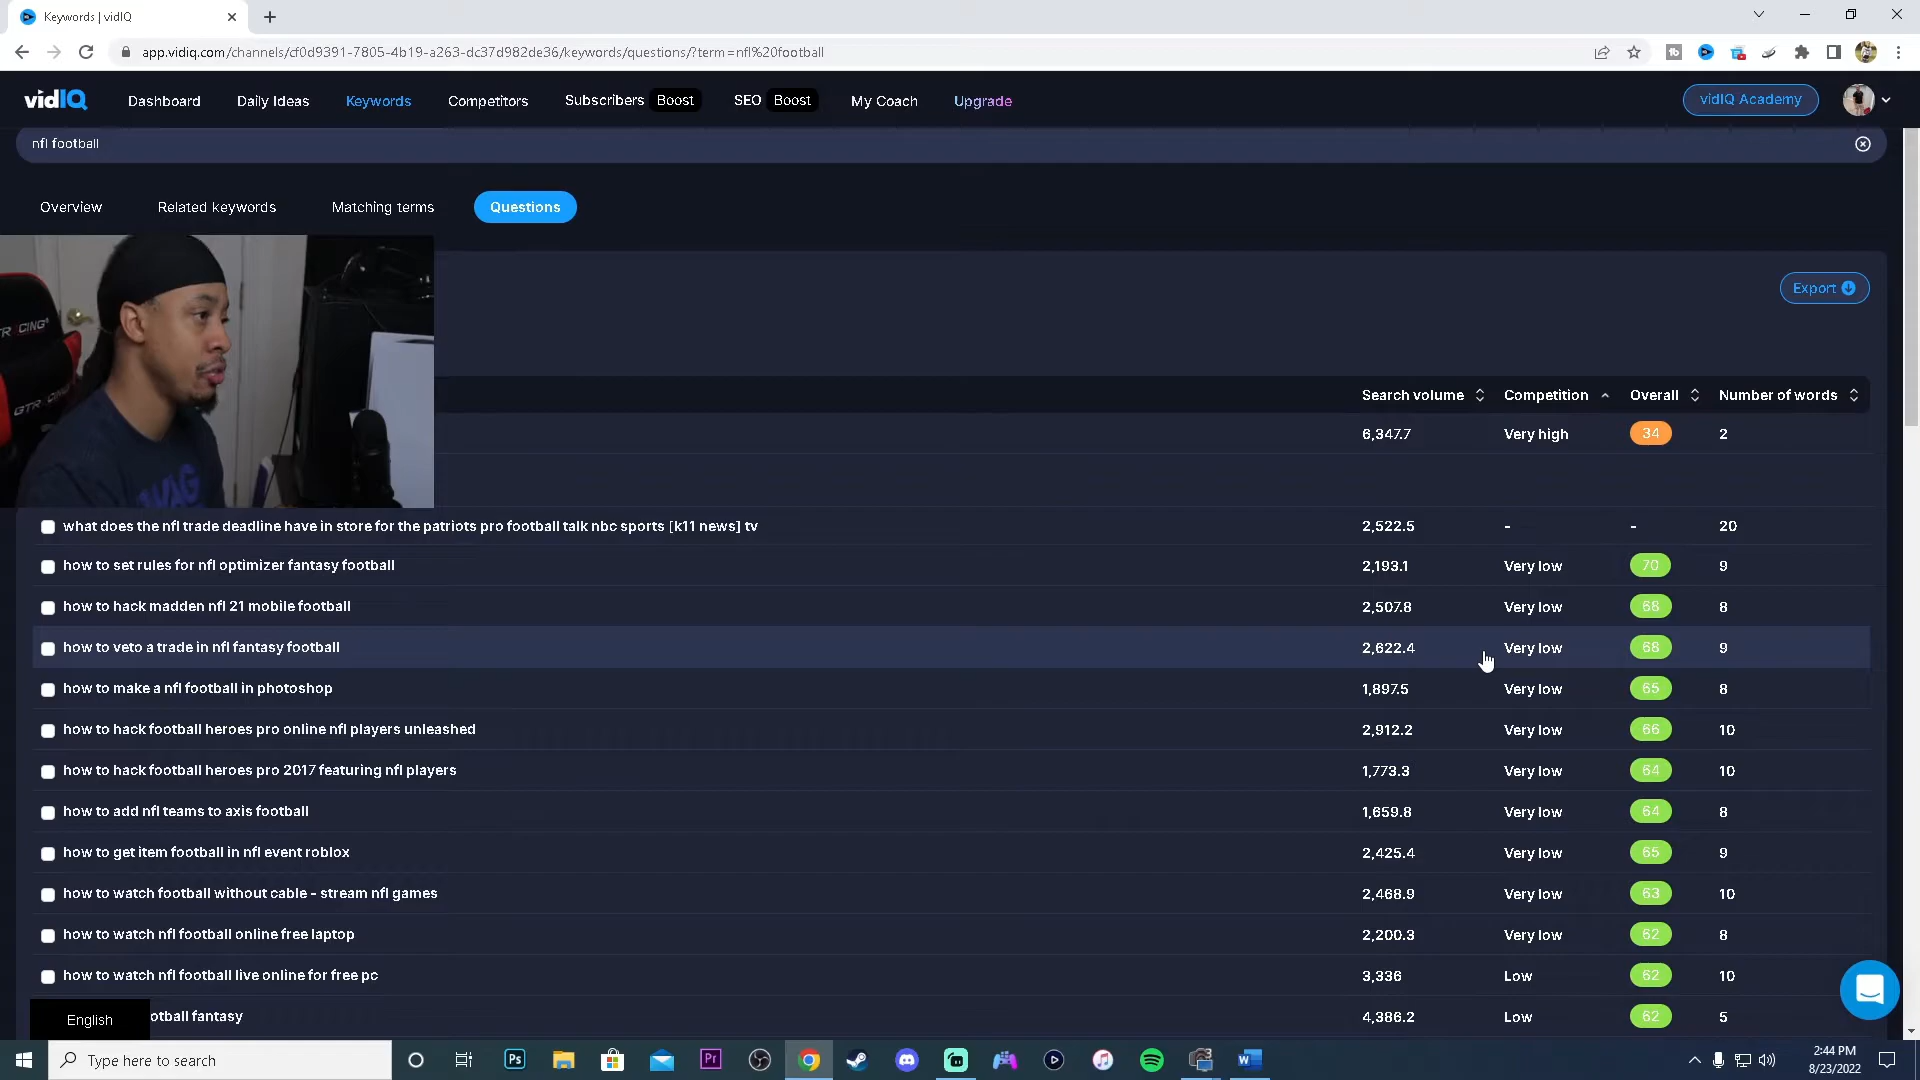 Keywords | vidIQ
app.vidiq.com/channels/cf0d9391-7805-4b19-a263-dc37d982de36/keywords/questions/?term=nfl%20football
vidIQ Dashboard Daily Ideas Keywords Competitors Subscribers Boost SEO Boost My Coach Upgrade vidIQ Academy
nfl football
Overview Related keywords Matching terms Questions
Export
Search volume Competition Overall Number of words
6,347.7 Very high 34 2
what does the nfl trade deadline have in store for the patriots pro football talk nbc sports [k11 news] tv 2,522.5 - - 20
how to set rules for nfl optimizer fantasy football 2,193.1 Very low 70 9
how to hack madden nfl 21 mobile football 2,507.8 Very low 68 8
how to veto a trade in nfl fantasy football 2,622.4 Very low 68 9
how to make a nfl football in photoshop 1,897.5 Very low 65 8
how to hack football heroes pro online nfl players unleashed 2,912.2 Very low 66 10
how to hack football heroes pro 2017 featuring nfl players 1,773.3 Very low 64 10
how to add nfl teams to axis football 1,659.8 Very low 64 8
how to get item football in nfl event roblox 2,425.4 Very low 65 9
how to watch football without cable - stream nfl games 2,468.9 Very low 63 10
how to watch nfl football online free laptop 2,200.3 Very low 62 8
how to watch nfl football live online for free pc 3,336 Low 62 10
English otball fantasy 4,386.2 Low 62 5
Type here to search
Ps
Pr
W
2:44 PM
8/23/2022